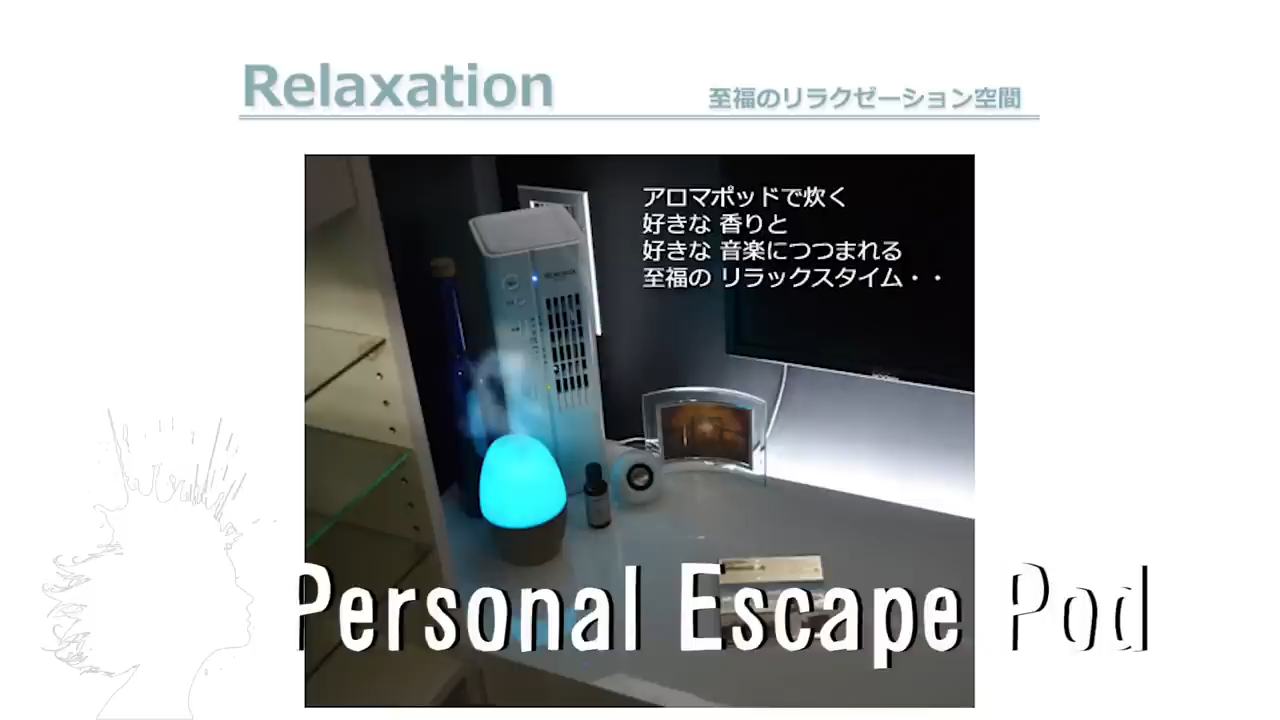 Relaxation
至福のリラクゼーション空間
アロマポッドで炊く
好きな 香りと
好きな 音楽につつまれる
至福の リラックスタイム・・
Personal Escape Pod